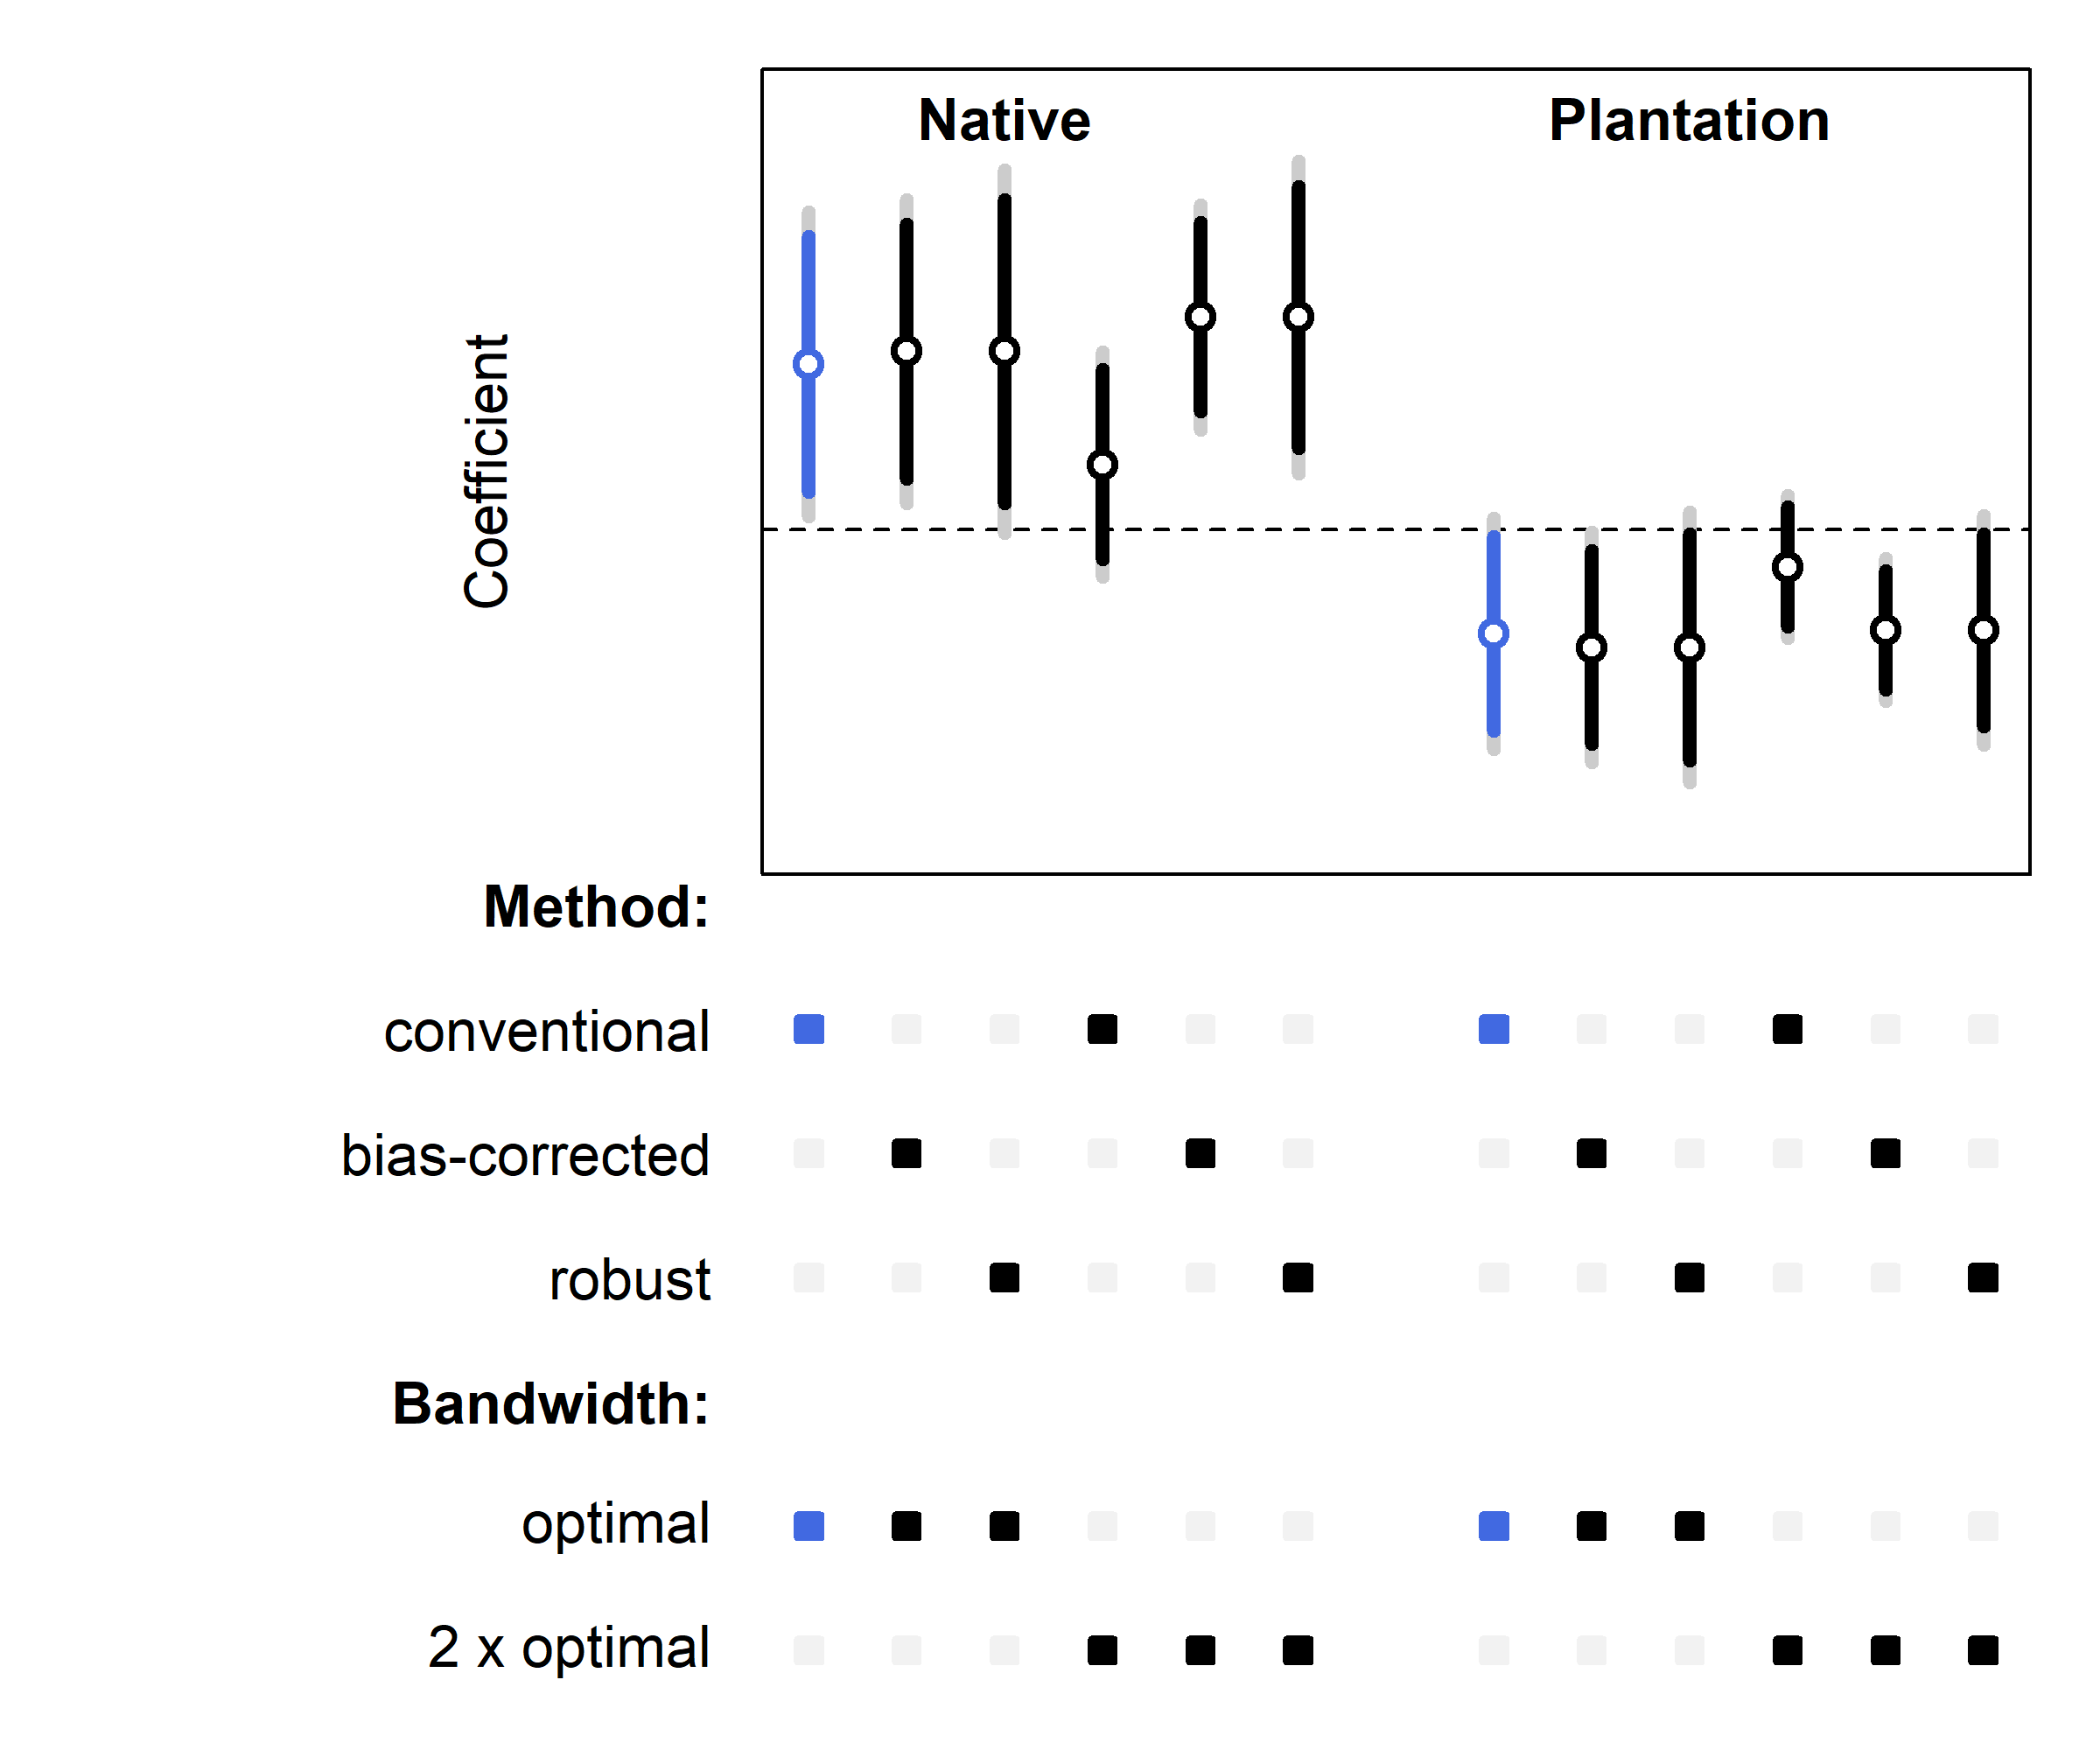 Native
Plantation
Coefficient
Method:
conventional
bias-corrected
robust
Bandwidth:
optimal
2 x optimal